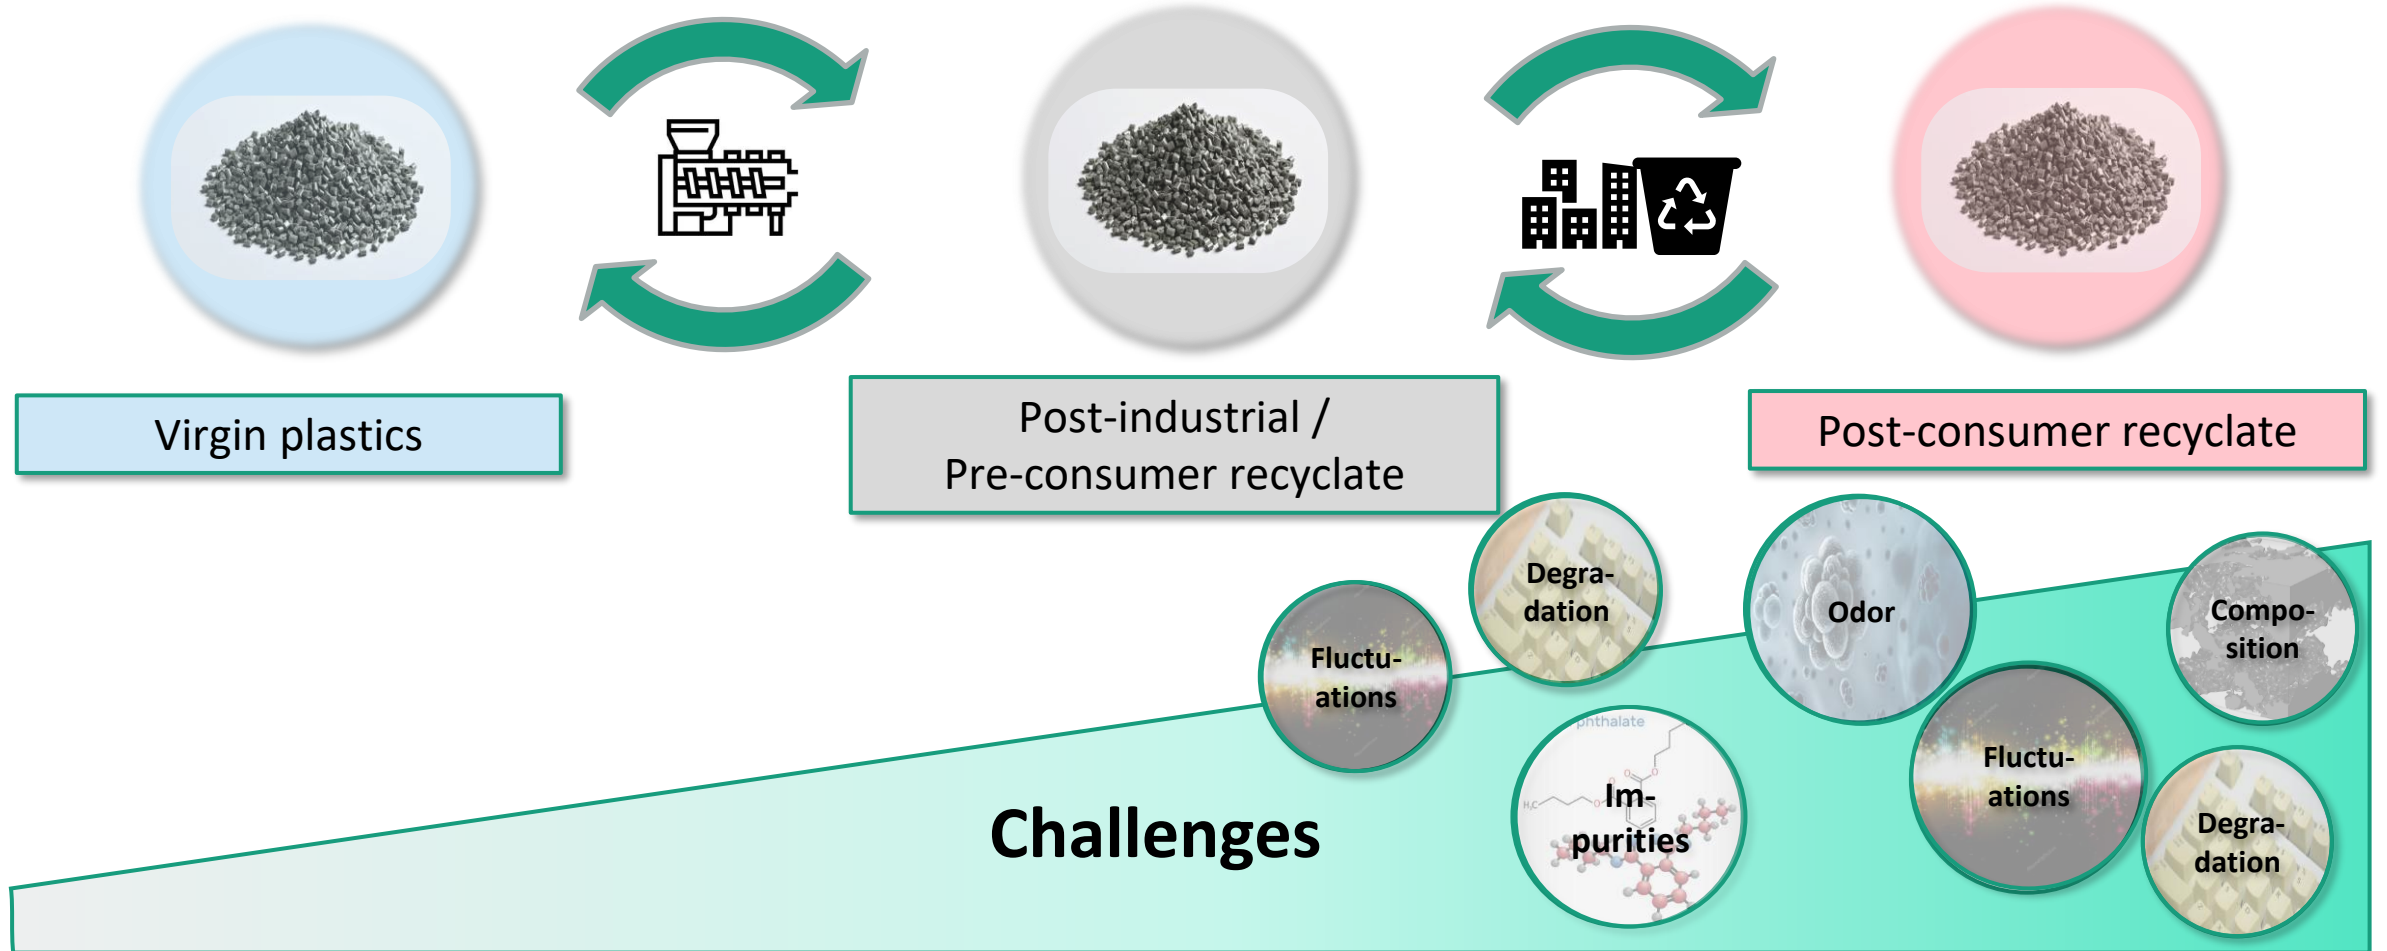 Virgin plastics
Post-industrial /
Pre-consumer recyclate
Post-consumer recyclate
Degra-
dation
Fluctu-
ations
Odor
Compo-
sition
phthalate
H₃C
O
O
Im-
purities
Fluctu-
ations
Degra-
dation
Challenges